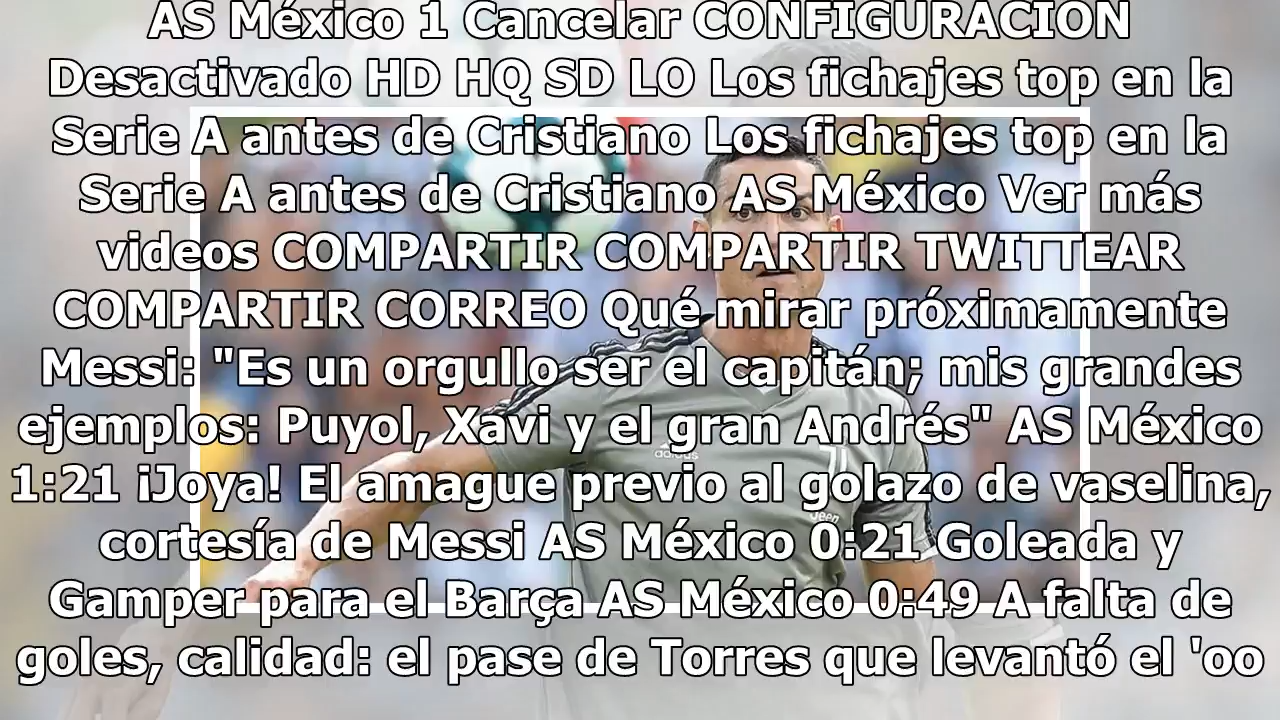 AS México 1 Cancelar CONFIGURACIÓN
Desactivado HD HQ SD LO Los fichajes top en la
Serie A antes de Cristiano Los fichajes top en la
Serie A antes de Cristiano AS México Ver más
videos COMPARTIR COMPARTIR TWITTEAR
COMPARTIR CORREO Qué mirar próximamente
Messi: "Es un orgullo ser el capitán; mis grandes
ejemplos: Puyol, Xavi y el gran Andrés" AS México
1:21 ¡Joya! El amague previo al golazo de vaselina,
cortesía de Messi AS México 0:21 Goleada y
Gamper para el Barça AS México 0:49 A falta de
goles, calidad: el pase de Torres que levantó el 'oo
adidas
Jeep